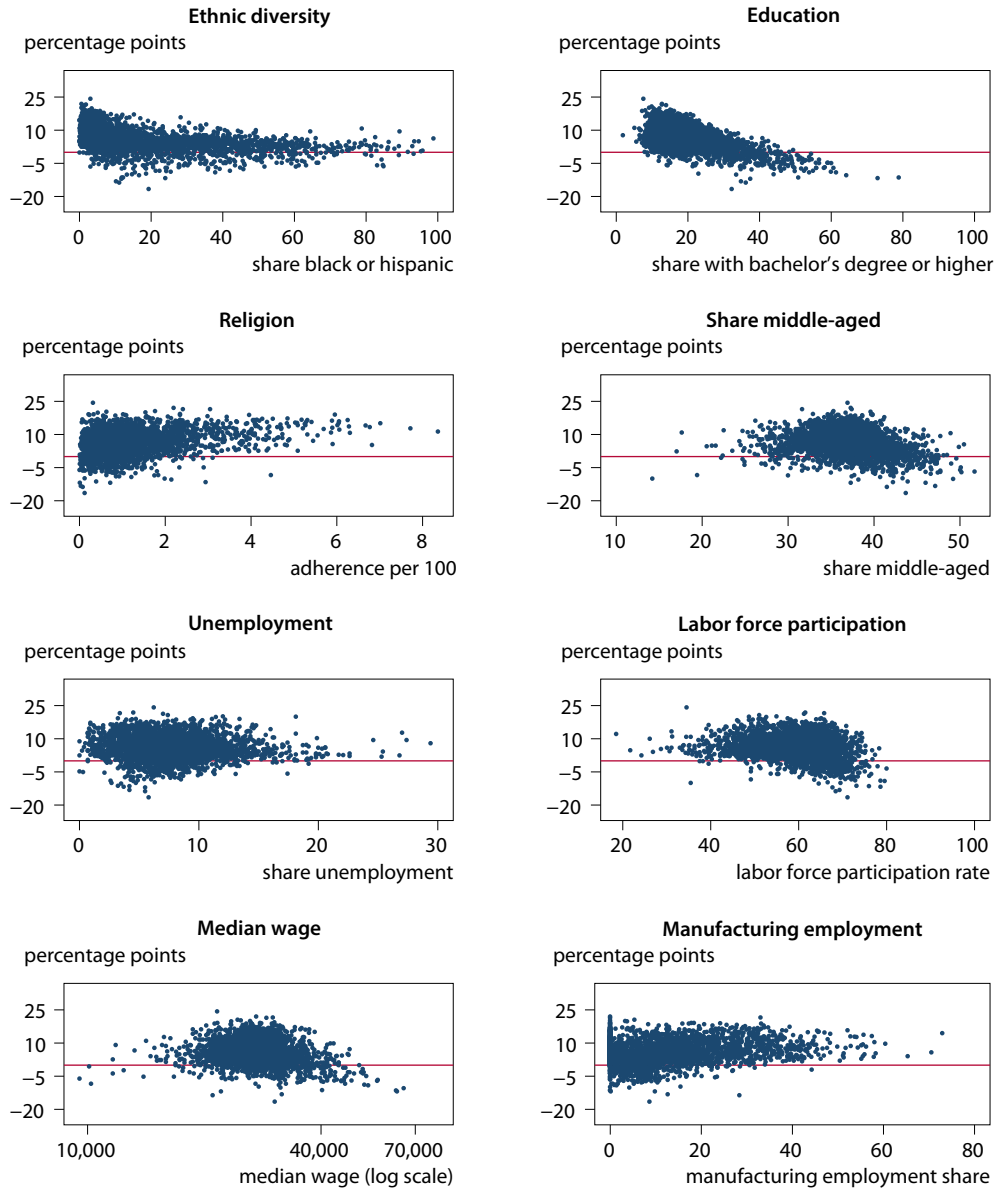 Ethnic diversity
percentage points
25
10
−5
−20
0 20 40 60 80 100
share black or hispanic
Education
percentage points
25
10
−5
−20
0 20 40 60 80 100
share with bachelor’s degree or higher
Religion
percentage points
25
10
−5
−20
0 2 4 6 8
adherence per 100
Share middle-aged
percentage points
25
10
−5
−20
10 20 30 40 50
share middle-aged
Unemployment
percentage points
25
10
−5
−20
0 10 20 30
share unemployment
Labor force participation
percentage points
25
10
−5
−20
20 40 60 80 100
labor force participation rate
Median wage
percentage points
25
10
−5
−20
10,000 40,000 70,000
median wage (log scale)
Manufacturing employment
percentage points
25
10
−5
−20
0 20 40 60 80
manufacturing employment share